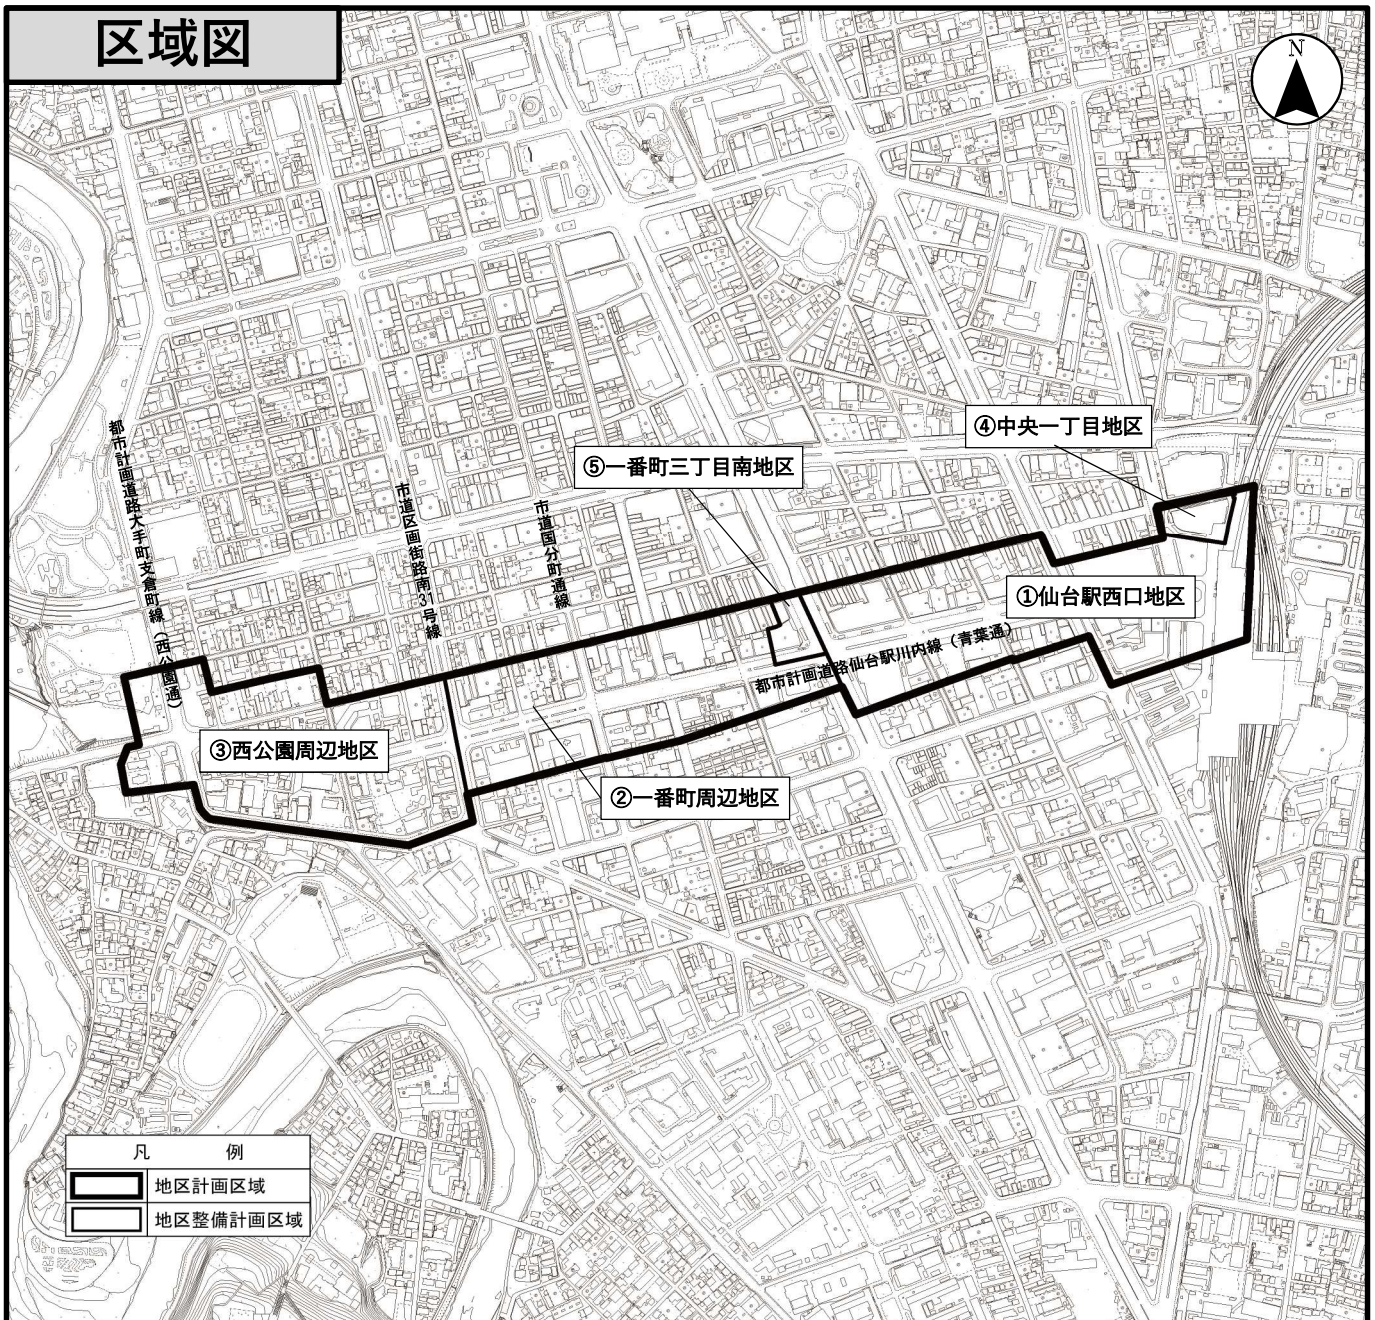 区域図
N
④中央一丁目地区
⑤一番町三丁目南地区
都市計画道路大手町支倉町線（西公園通）
市道区画街路南31号線
市道国分町通線
①仙台駅西口地区
都市計画道路仙台駅川内線（青葉通）
③西公園周辺地区
②一番町周辺地区
凡 例
地区計画区域
地区整備計画区域